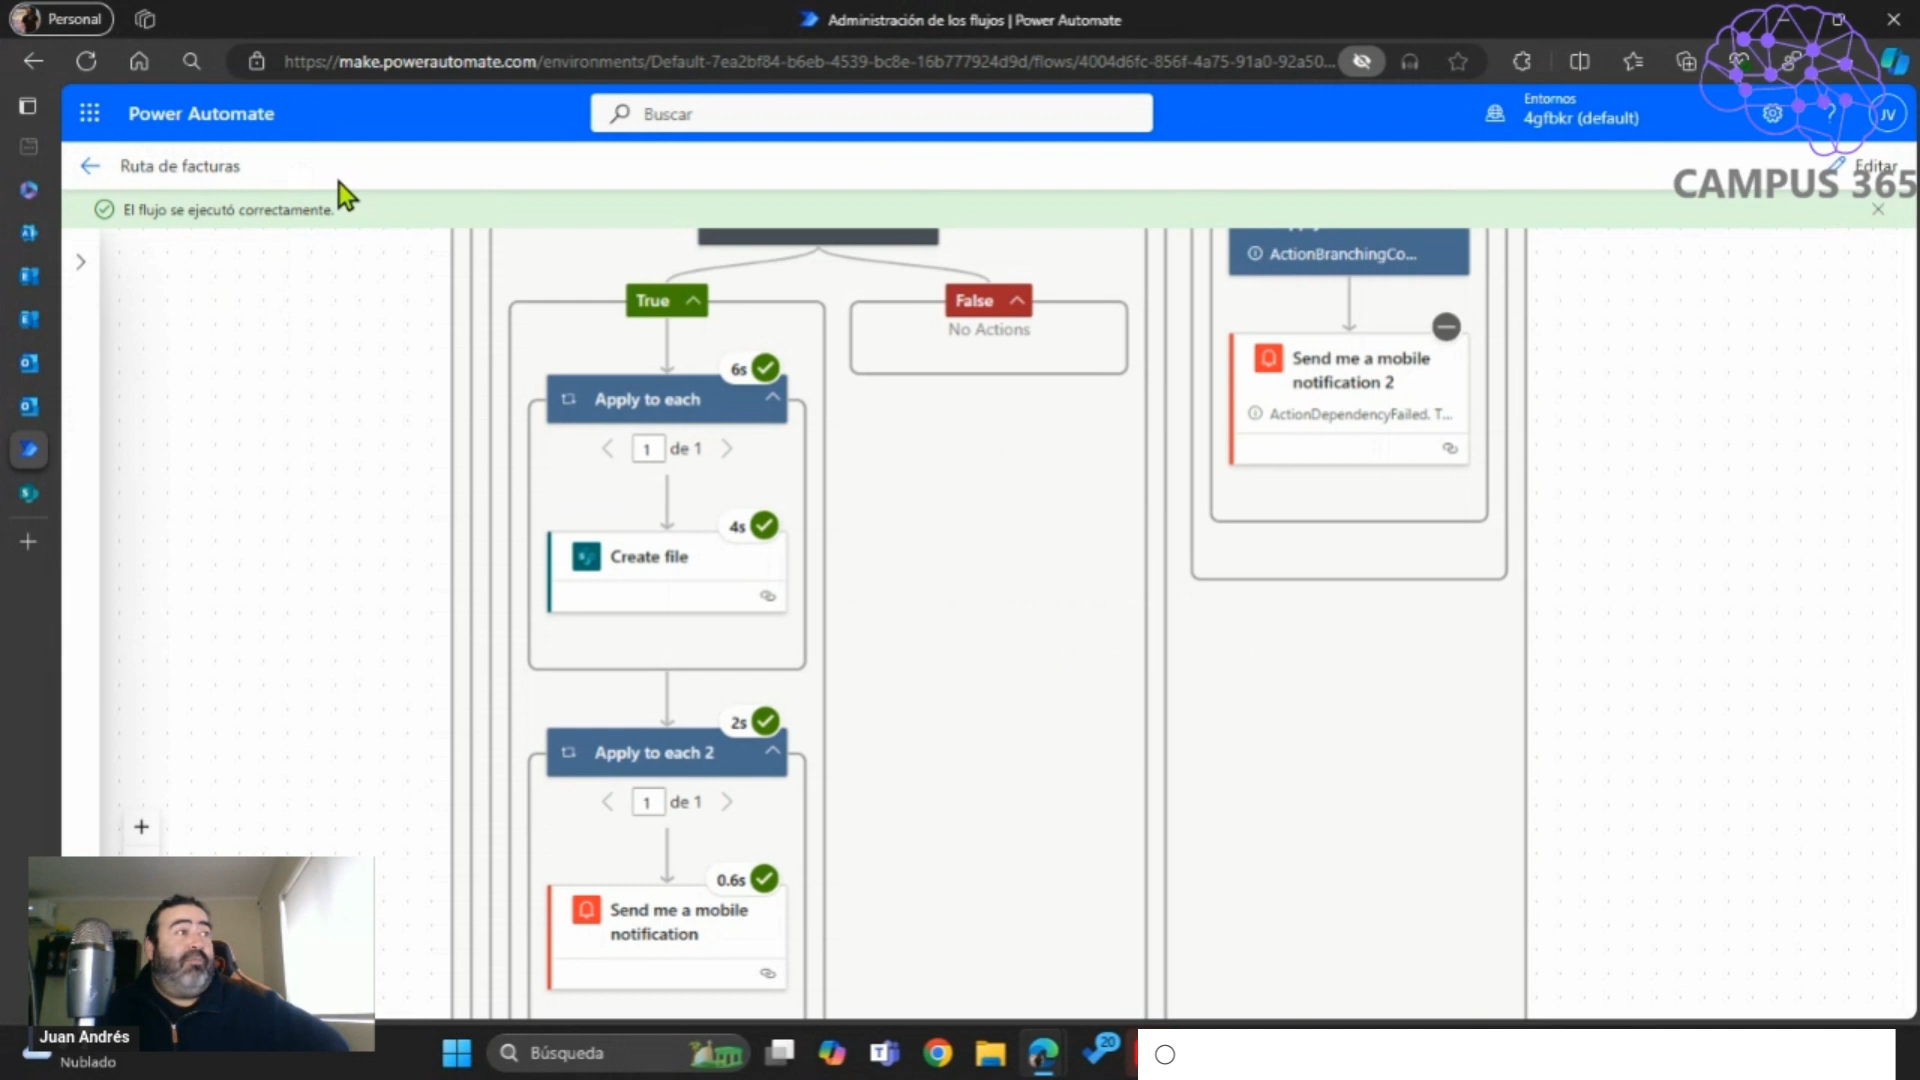 Personal
Administración de los flujos | Power Automate
https://make.powerautomate.com/environments/Default-7ea2bf84-b6eb-4539-bc8e-16b777924d9d/flows/4004d6fc-856f-4a75-91a0-92a50...
Power Automate
Buscar
Entornos
4gfbkr (default)
JV
Ruta de facturas
Editar
CAMPUS 365
El flujo se ejecutó correctamente.
ActionBranchingCo...
True
False
No Actions
Send me a mobile
notification 2
ActionDependencyFailed. T...
6s
Apply to each
1 de 1
4s
Create file
2s
Apply to each 2
1 de 1
0.6s
Send me a mobile
notification
Juan Andrés
Nublado
Búsqueda
20